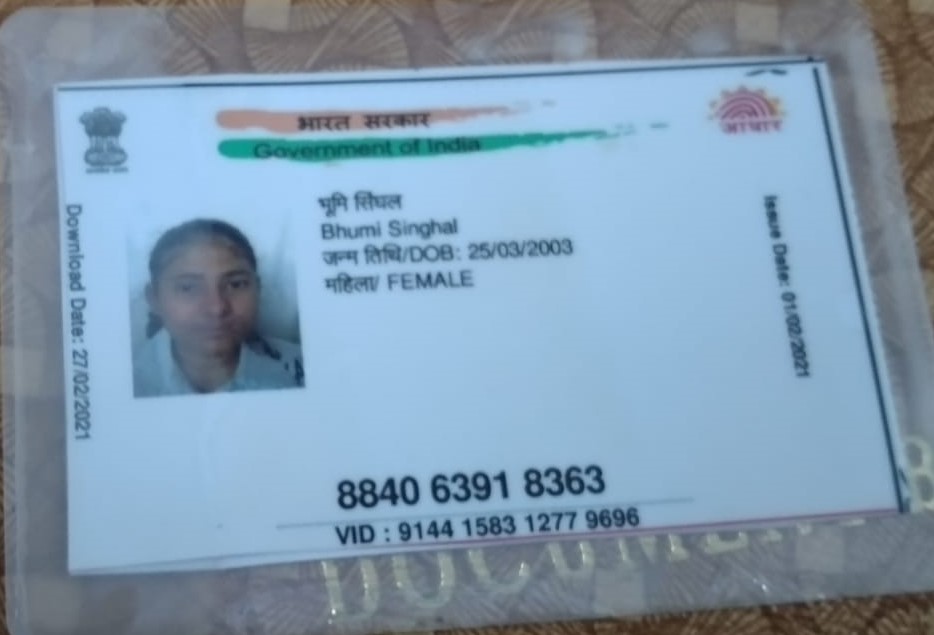 भारत सरकार
Government of India
आधार
Download Date: 27/02/2021
भूमि सिंघल
Bhumi Singhal
जन्म तिथि/DOB: 25/03/2003
महिला/ FEMALE
Issue Date: 01/02/2021
8840 6391 8363
VID : 9144 1583 1277 9696
DOCUMENT